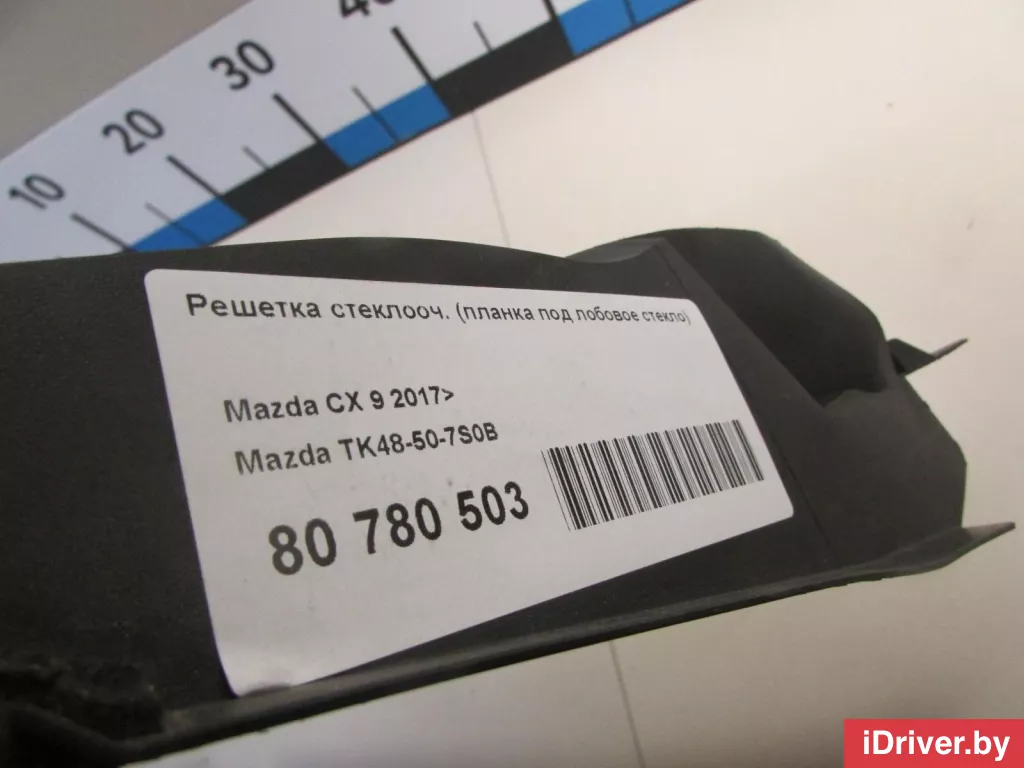 10 20 30 40
Решетка стеклооч. (планка под лобовое стекло)
Mazda CX 9 2017>
Mazda TK48-50-7S0B
80 780 503
iDriver.by